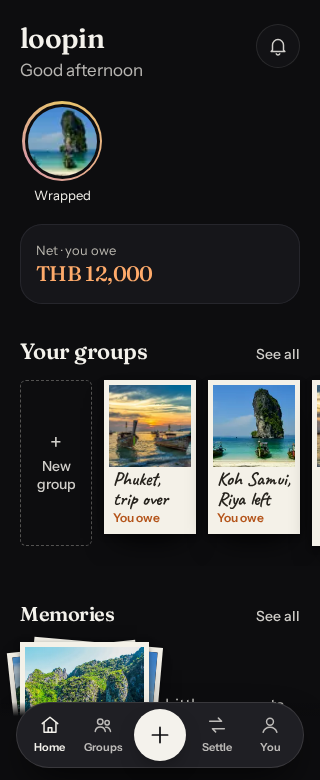 loopin
Good afternoon
Wrapped
Net · you owe
THB 12,000
Your groups
See all
+
New
group
Phuket,
trip over
You owe
Koh Samui,
Riya left
You owe
Memories
See all
Home
Groups
Settle
You